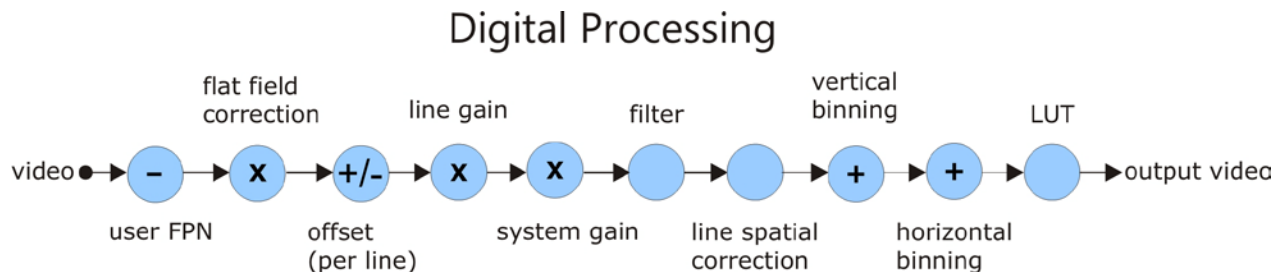 Digital Processing
flat field
correction
line gain
filter
vertical
binning
LUT
video
–
x
+/-
x
x
+
+
output video
user FPN
offset
(per line)
system gain
line spatial
correction
horizontal
binning